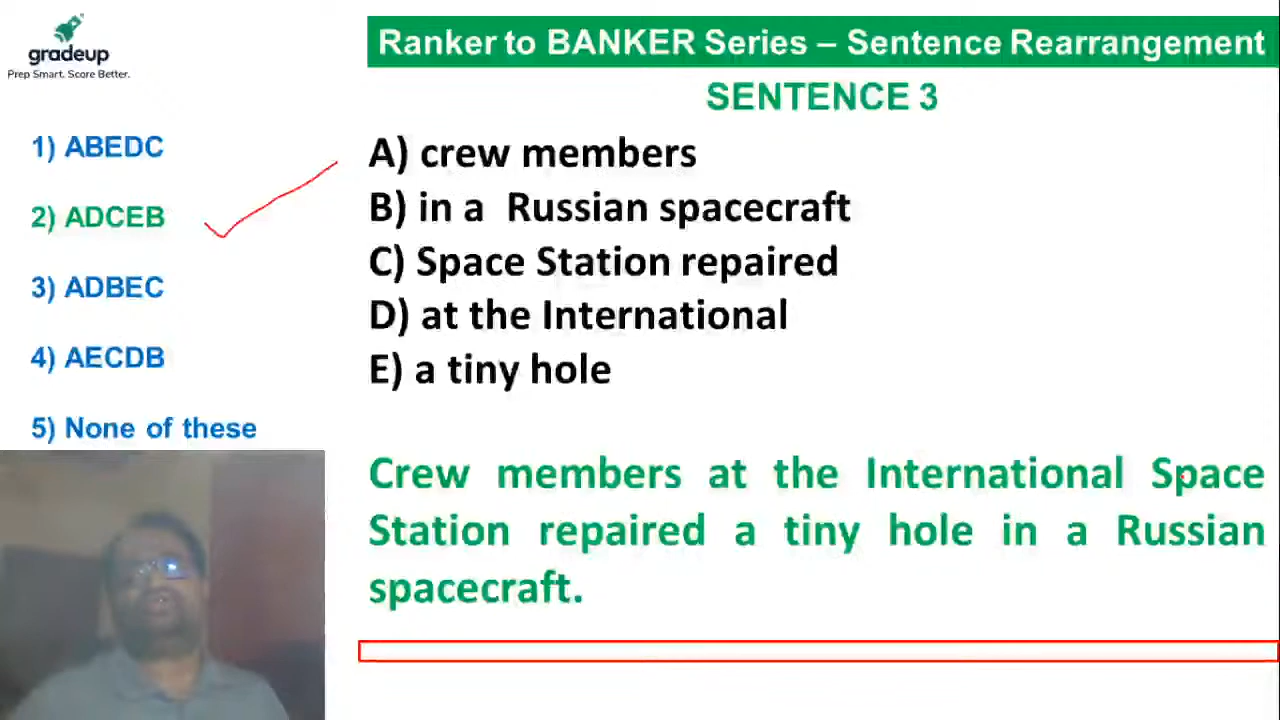 gradeup
Prep Smart. Score Better.
Ranker to BANKER Series – Sentence Rearrangement
SENTENCE 3
1) ABEDC
2) ADCEB
3) ADBEC
4) AECDB
5) None of these
A) crew members
B) in a Russian spacecraft
C) Space Station repaired
D) at the International
E) a tiny hole
Crew members at the International Space
Station repaired a tiny hole in a Russian
spacecraft.